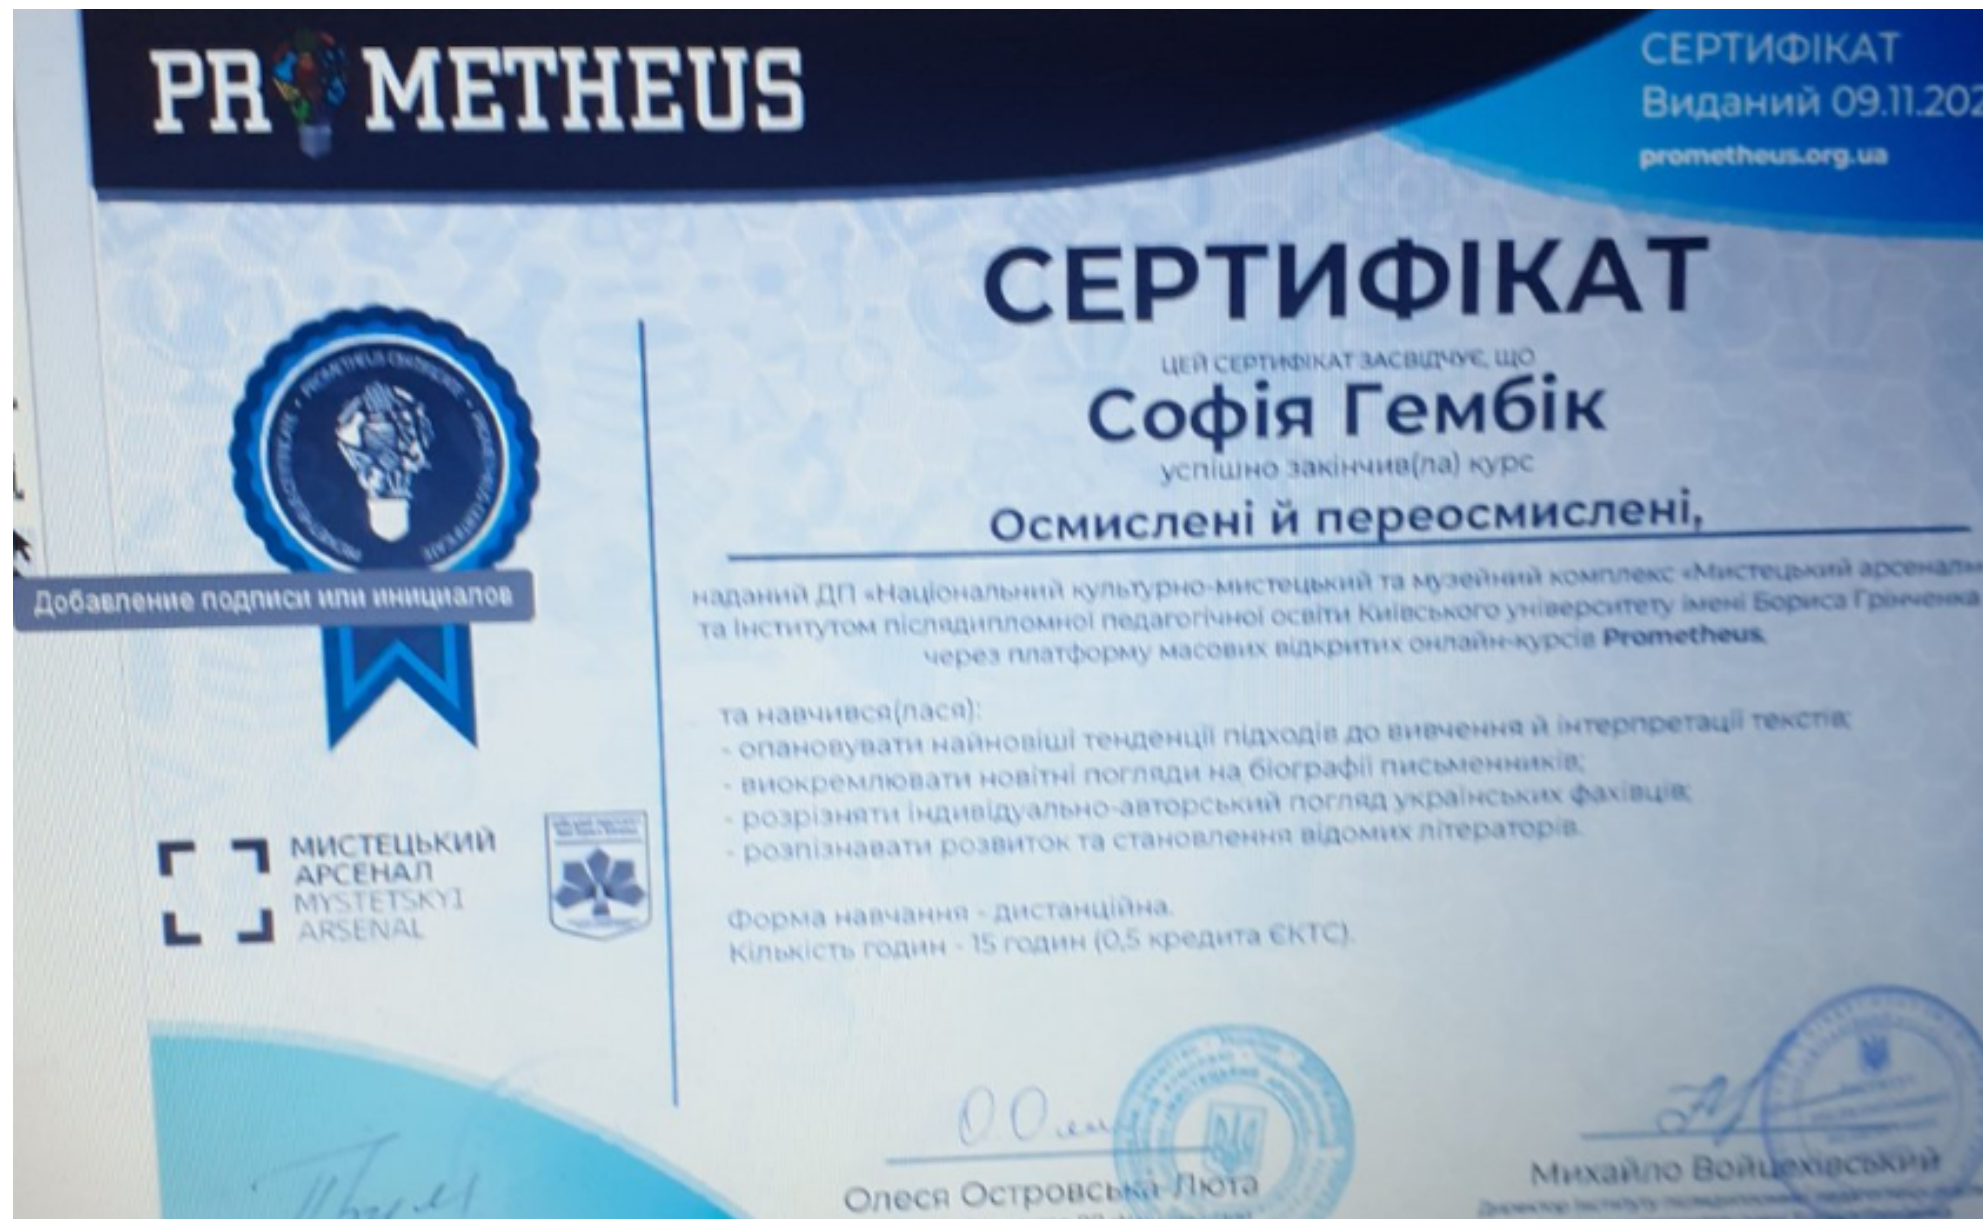 PROMETHEUS
СЕРТИФІКАТ
Виданий 09.11.202
prometheus.org.ua
СЕРТИФІКАТ
ЦЕЙ СЕРТИФІКАТ ЗАСВІДЧУЄ, ЩО
Софія Гембік
успішно закінчив(ла) курс
Осмислені й переосмислені,
наданий ДП «Національний культурно-мистецький та музейний комплекс «Мистецький арсенал»
та Інститутом післядипломної педагогічної освіти Київського університету імені Бориса Грінченка
через платформу масових відкритих онлайн-курсів Prometheus,
Добавление подписи или инициалов
та навчився(лася):
- опановувати найновіші тенденції підходів до вивчення й інтерпретації текстів;
- виокремлювати новітні погляди на біографії письменників;
- розрізняти індивідуально-авторський погляд українських фахівців;
- розпізнавати розвиток та становлення відомих літераторів.
Форма навчання - дистанційна.
Кількість годин - 15 годин (0,5 кредита ЄКТС).
МИСТЕЦЬКИЙ
АРСЕНАЛ
MYSTETSKYI
ARSENAL
Олеся Островська-Люта
Михайло Войцехівський